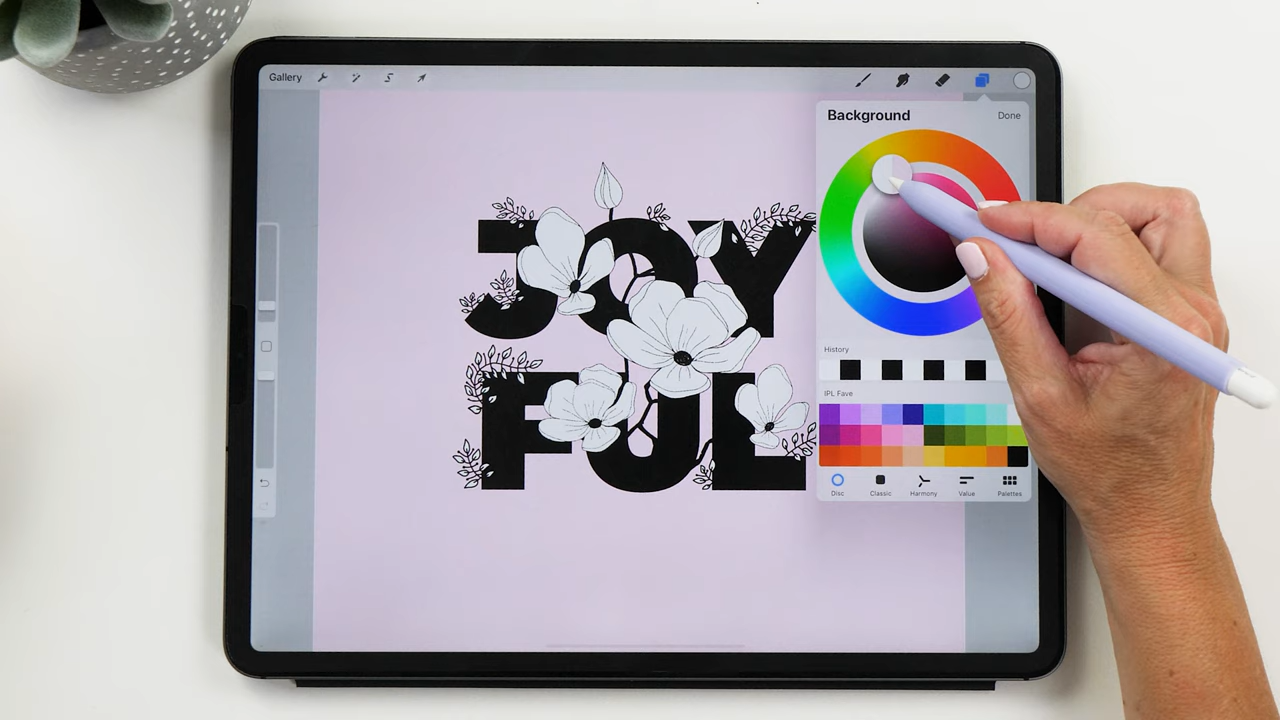 Gallery
Background
Done
JOY
FUL
History
IPL Fave
Disc
Classic
Harmony
Value
Palettes